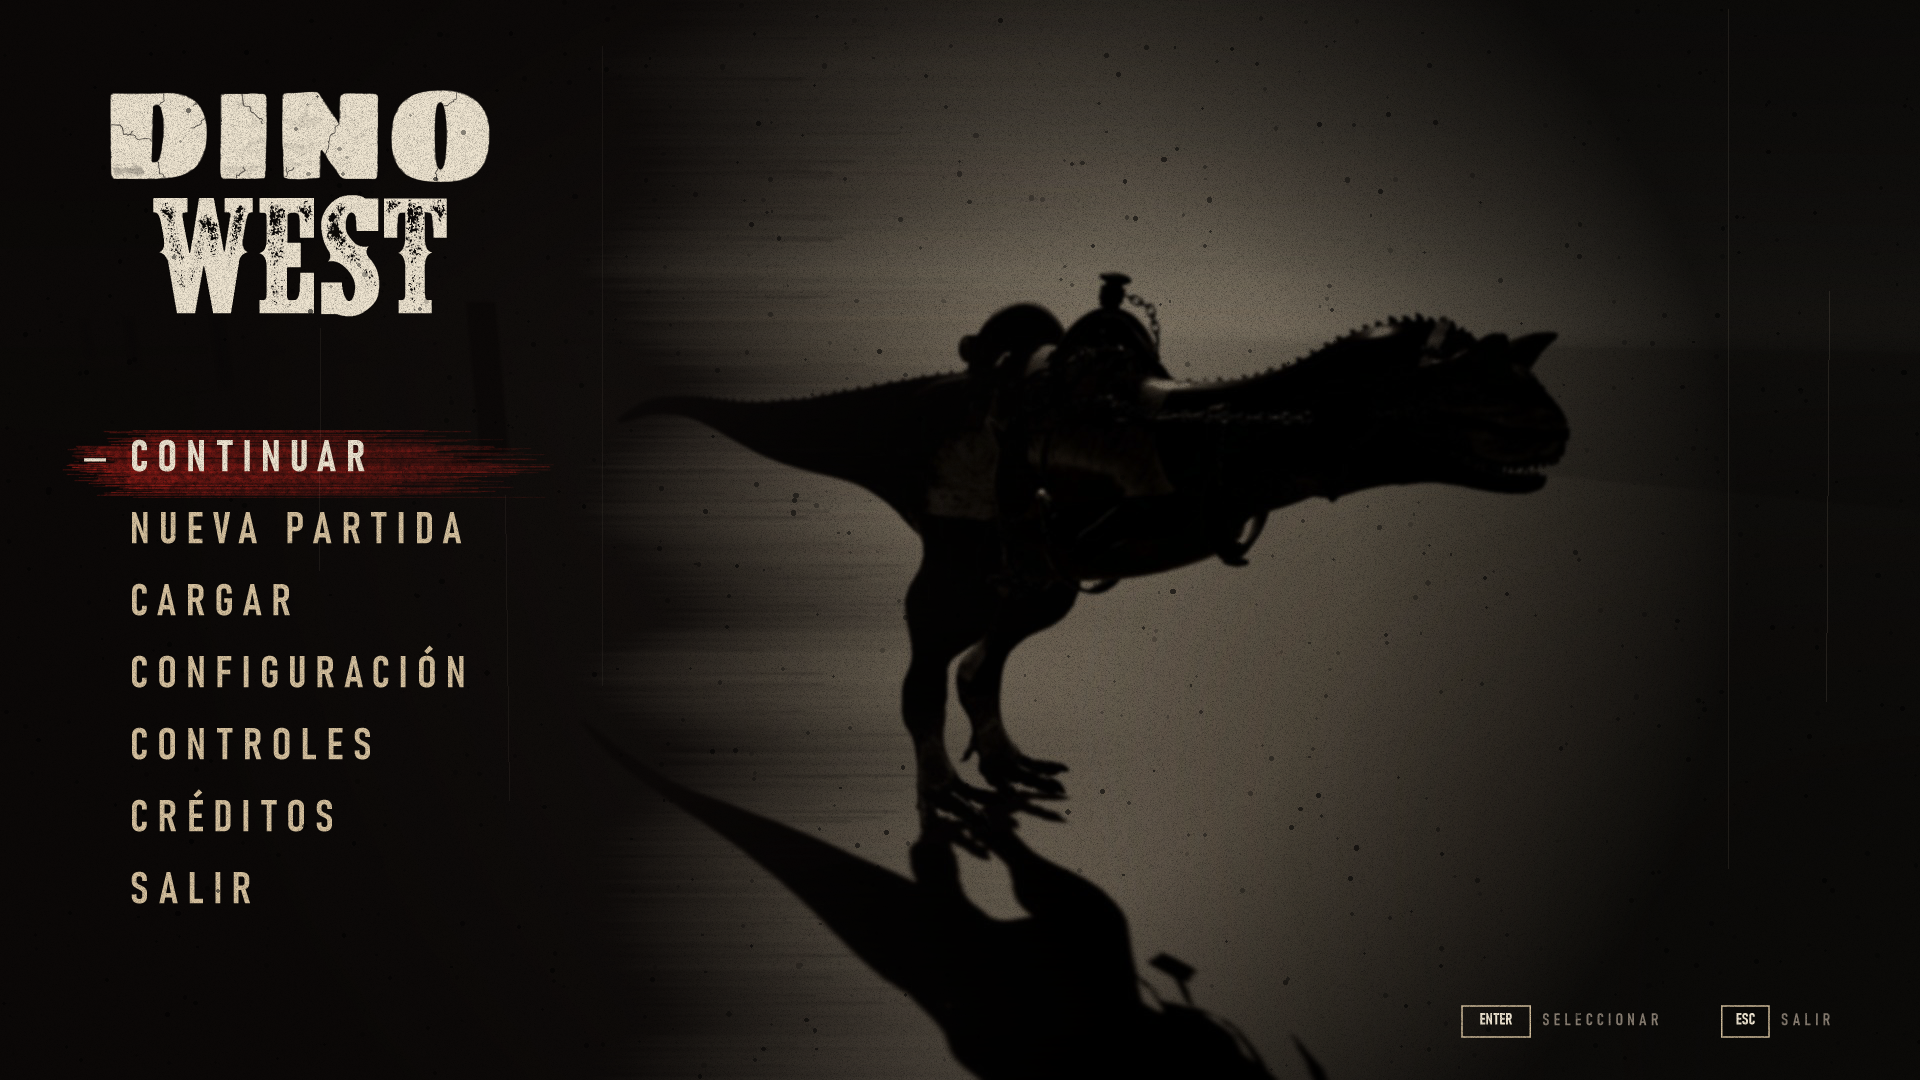 DINO
WEST
CONTINUAR
NUEVA PARTIDA
CARGAR
CONFIGURACIÓN
CONTROLES
CRÉDITOS
SALIR
ENTER SELECCIONAR ESC SALIR